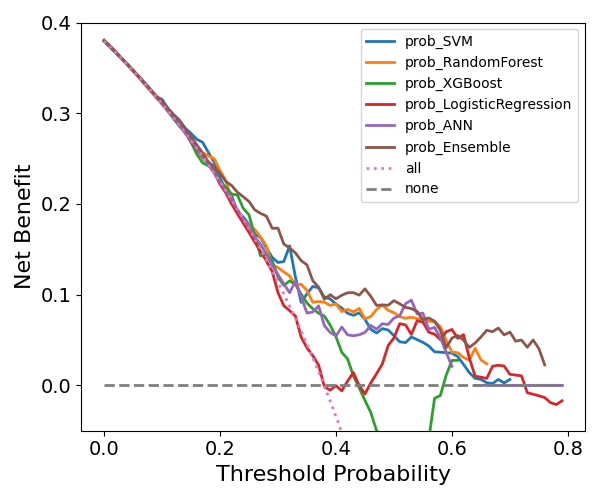 0.4
0.3
0.2
0.1
0.0
Net Benefit
prob_SVM
prob_RandomForest
prob_XGBoost
prob_LogisticRegression
prob_ANN
prob_Ensemble
all
none
0.0 0.2 0.4 0.6 0.8
Threshold Probability